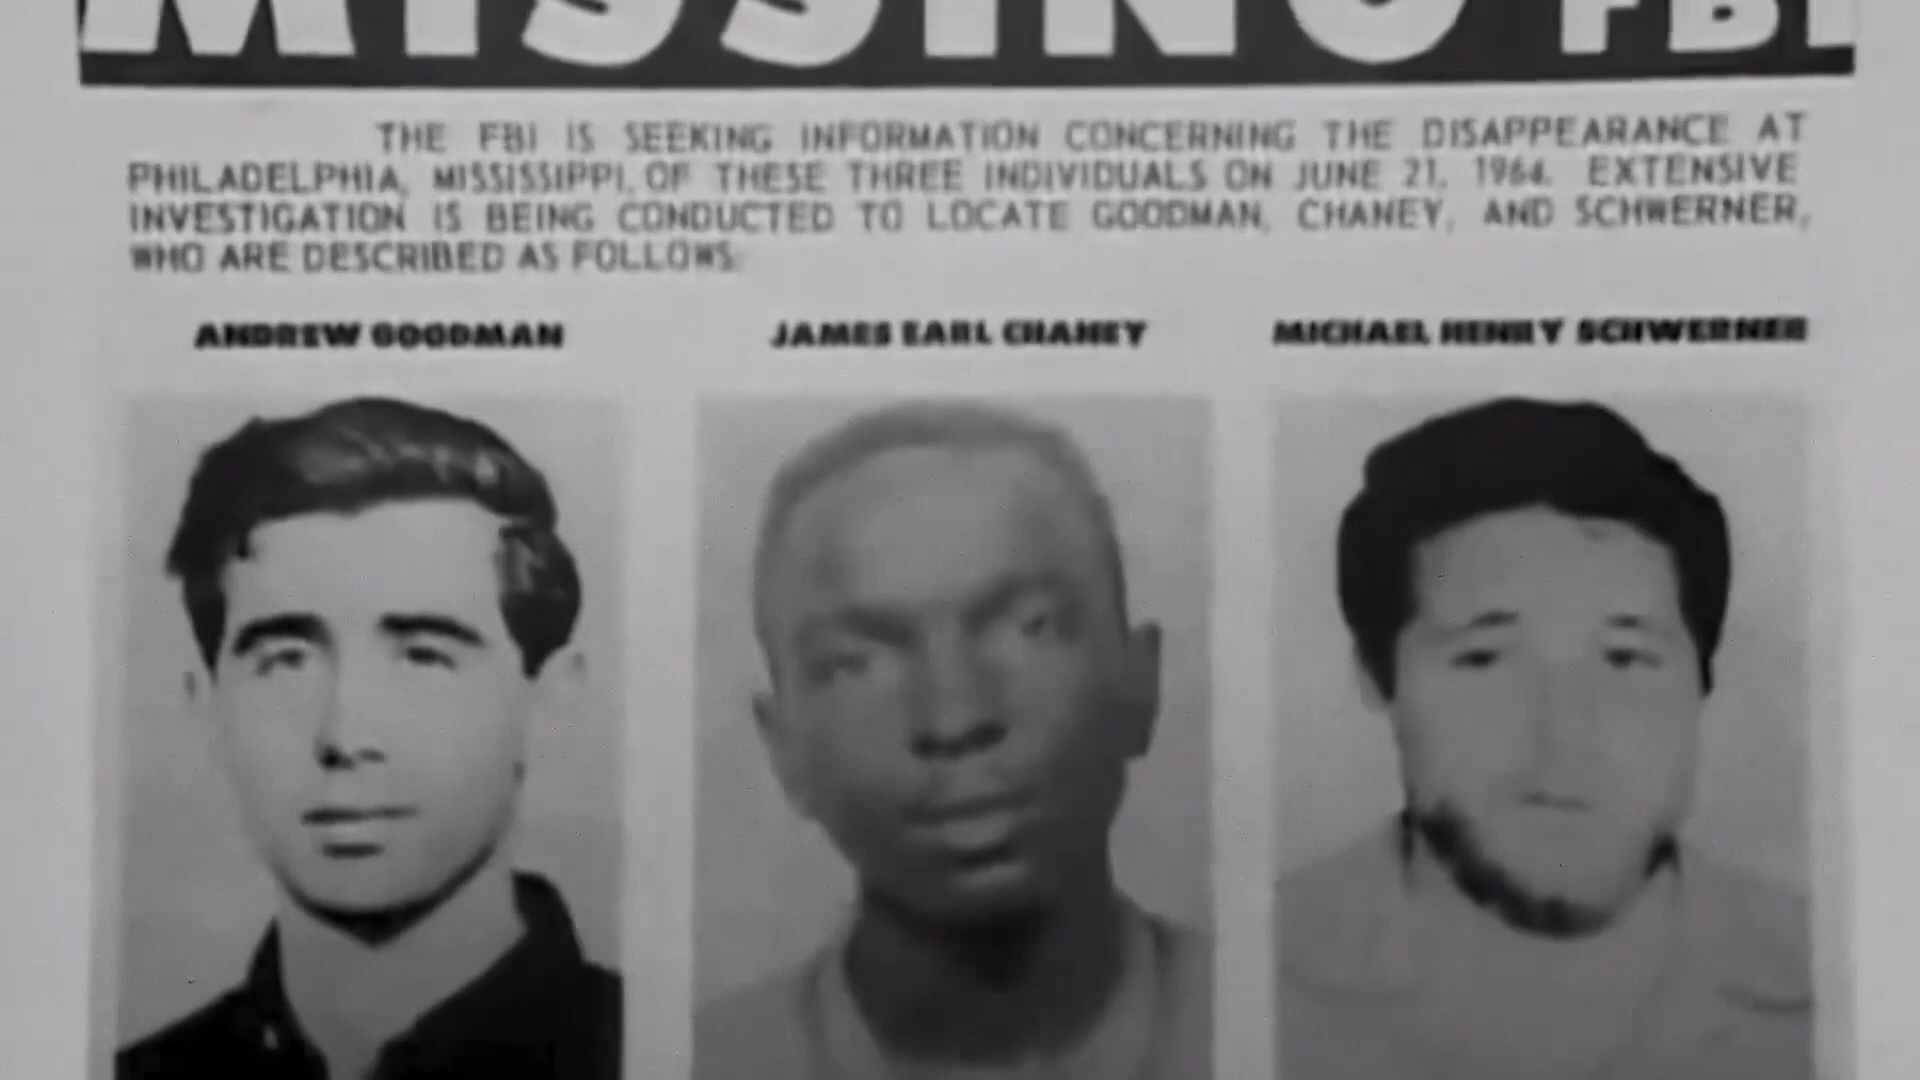 MISSING FBI
THE FBI IS SEEKING INFORMATION CONCERNING THE DISAPPEARANCE AT
PHILADELPHIA, MISSISSIPPI, OF THESE THREE INDIVIDUALS ON JUNE 21, 1964. EXTENSIVE
INVESTIGATION IS BEING CONDUCTED TO LOCATE GOODMAN, CHANEY, AND SCHWERNER,
WHO ARE DESCRIBED AS FOLLOWS:
ANDREW GOODMAN JAMES EARL CHANEY MICHAEL HENRY SCHWERNER